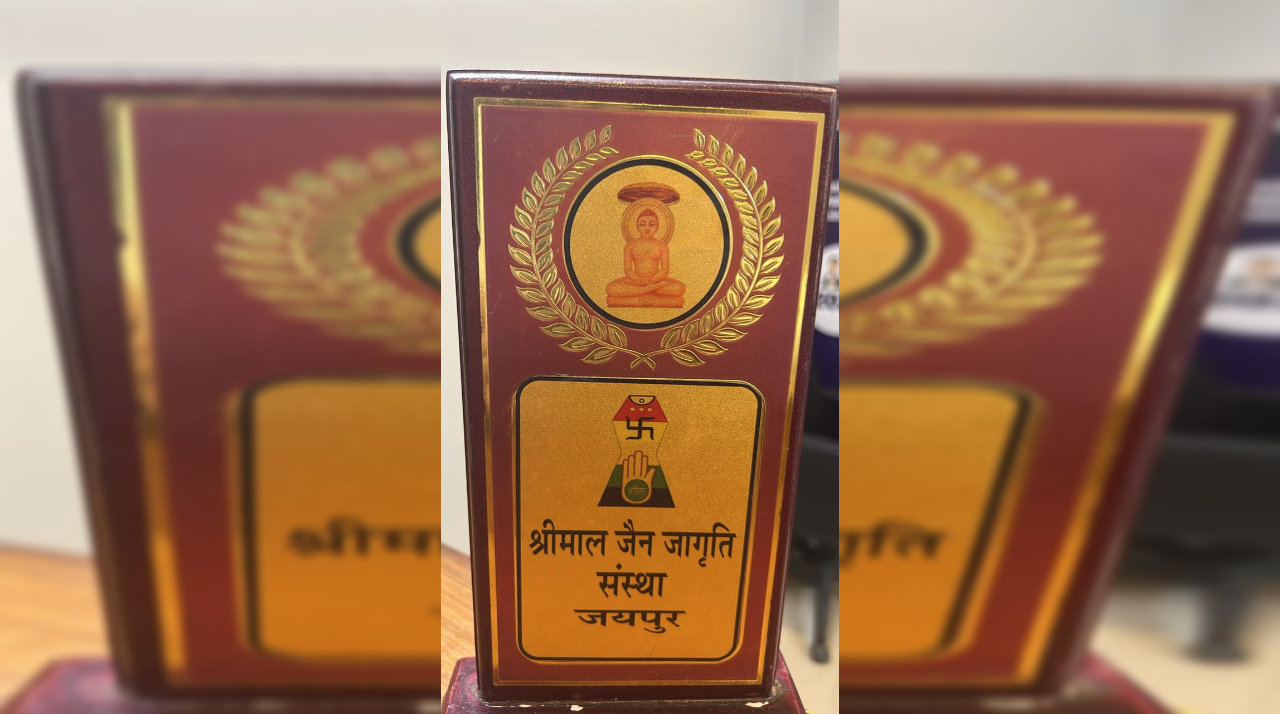 श्रीमाल जैन जागृति
संस्था
जयपुर